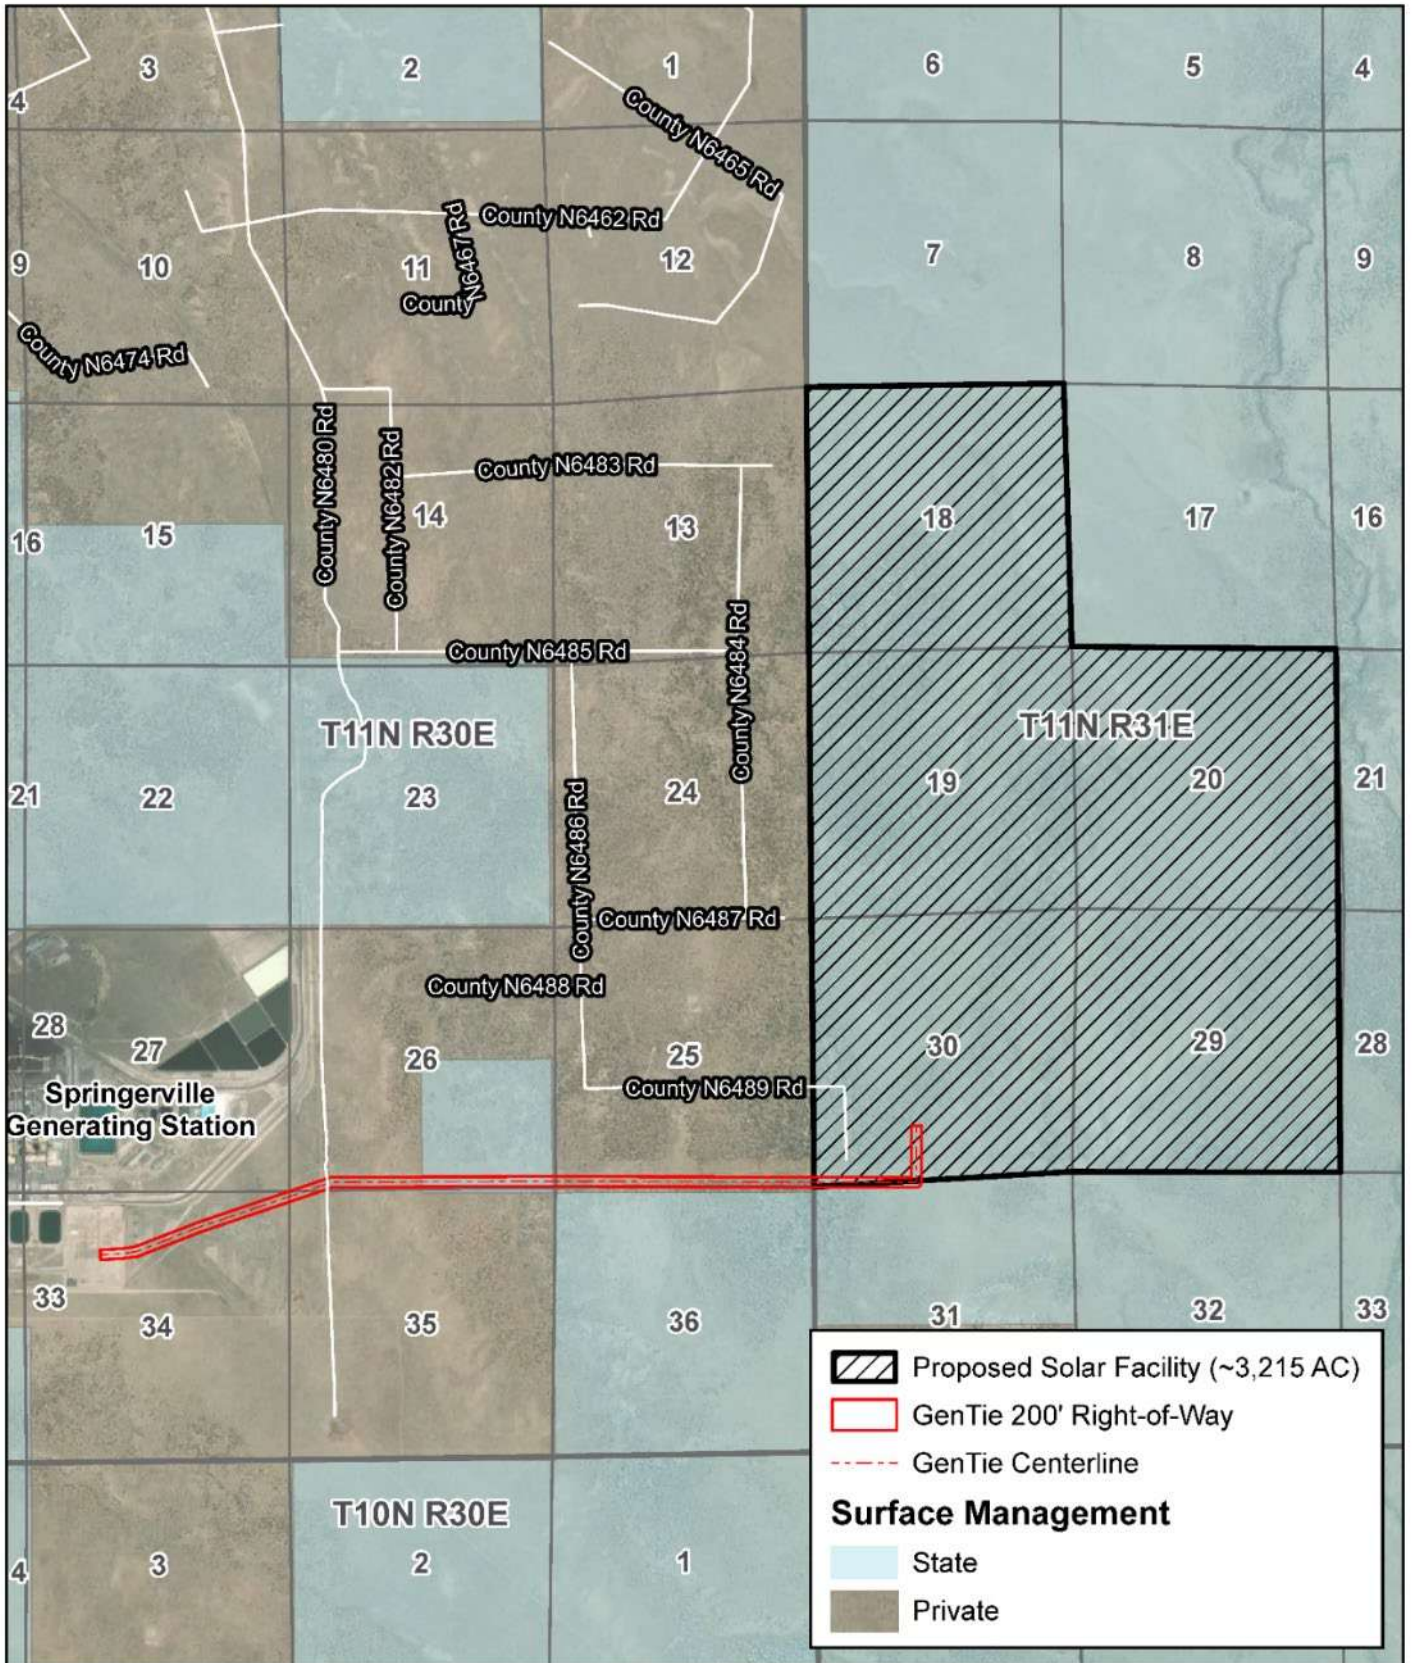 3
2
1
6
5
4
4
County N6465 Rd
County N6462 Rd
County N6467 Rd
9
10
11
12
7
8
9
County
County N6474 Rd
County N6480 Rd
County N6482 Rd
County N6483 Rd
16
15
14
13
18
17
16
County N6485 Rd
County N6484 Rd
T11N R30E
T11N R31E
21
22
23
24
19
20
21
County N6486 Rd
County N6487 Rd
County N6488 Rd
28
27
26
25
30
29
28
Springerville
Generating Station
County N6489 Rd
33
34
35
36
31
32
33
Proposed Solar Facility (~3,215 AC)
GenTie 200' Right-of-Way
GenTie Centerline
Surface Management
State
Private
T10N R30E
4
3
2
1